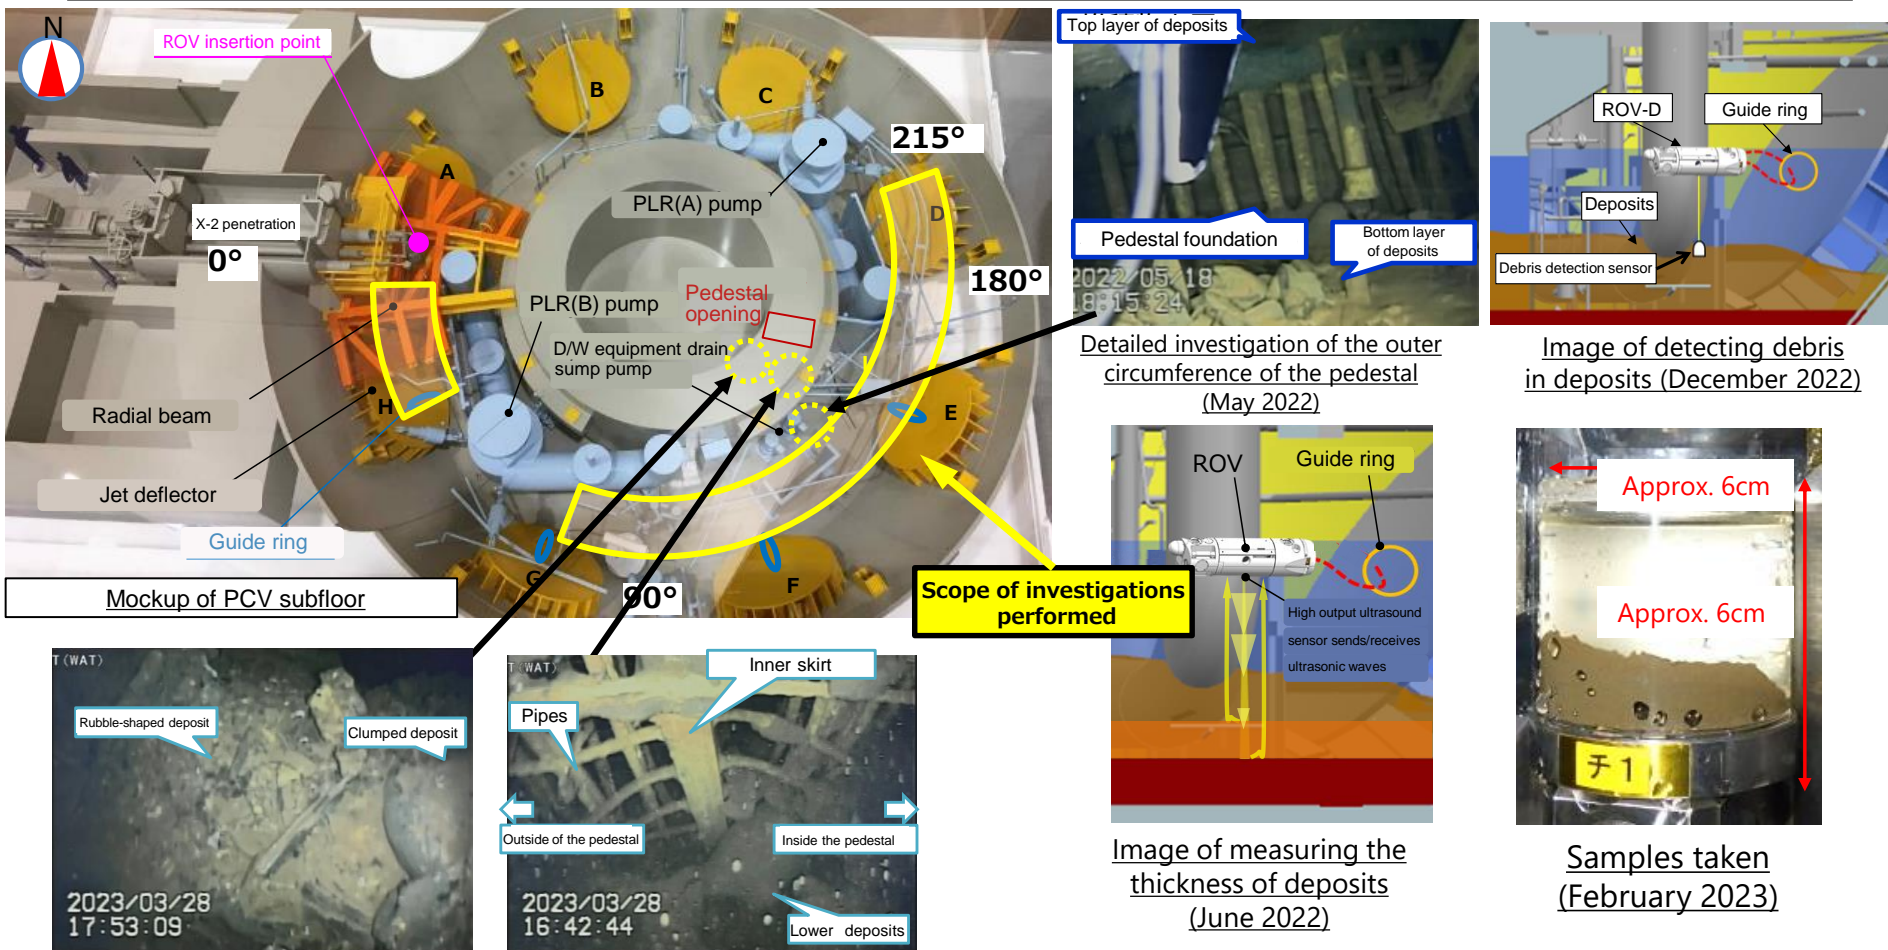 N
ROV insertion point
B
C
A
215°
PLR(A) pump
D
X-2 penetration
0°
180°
PLR(B) pump
Pedestal
opening
D/W equipment drain
sump pump
Radial beam
H
E
Jet deflector
Guide ring
G
F
90°
Mockup of PCV subfloor
Scope of investigations
performed
Top layer of deposits
Pedestal foundation
Bottom layer
of deposits
2022/05/18
18:15:24
Detailed investigation of the outer
circumference of the pedestal
(May 2022)
ROV-D
Guide ring
Deposits
Debris detection sensor
Image of detecting debris
in deposits (December 2022)
ROV
Guide ring
High output ultrasound
sensor sends/receives
ultrasonic waves
Image of measuring the
thickness of deposits
(June 2022)
Approx. 6cm
Approx. 6cm
チ1
Samples taken
(February 2023)
T(WAT)
Rubble-shaped deposit
Clumped deposit
2023/03/28
17:53:09
T(WAT)
Inner skirt
Pipes
Outside of the pedestal
Inside the pedestal
2023/03/28
16:42:44
Lower deposits